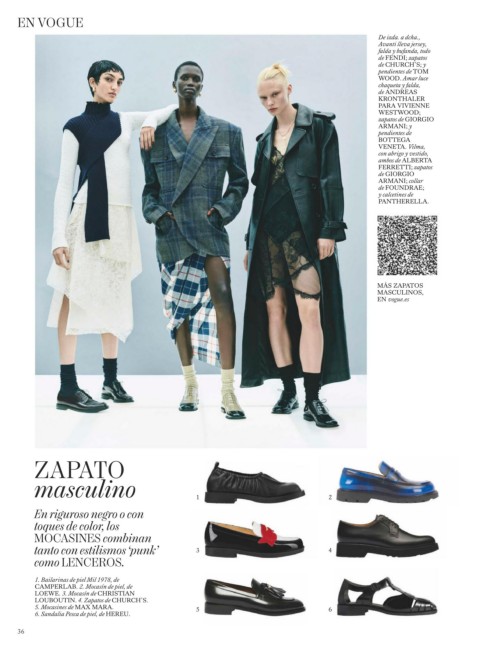 EN VOGUE
De izda. a dcha.,
Avanti lleva jersey,
falda y bufanda, todo
de FENDI; zapatos
de CHURCH'S; y
pendientes de TOM
WOOD. Amar luce
chaqueta y falda,
de ANDREAS
KRONTHALER
PARA VIVIENNE
WESTWOOD;
zapatos de GIORGIO
ARMANI; y
pendientes de
BOTTEGA
VENETA. Vilma,
con abrigo y vestido,
ambos de ALBERTA
FERRETTI; zapatos
de GIORGIO
ARMANI; collar
de FOUNDRAE;
y calcetines de
PANTHERELLA.
MÁS ZAPATOS
MASCULINOS,
EN vogue.es
ZAPATO
masculino
En riguroso negro o con
toques de color, los
MOCASINES combinan
tanto con estilismos 'punk'
como LENCEROS.
1. Bailarinas de piel Mil 1978, de
CAMPERLAB. 2. Mocasín de piel, de
LOEWE. 3. Mocasín de CHRISTIAN
LOUBOUTIN. 4. Zapatos de CHURCH'S.
5. Mocasines de MAX MARA.
6. Sandalia Pesca de piel, de HEREU.
1
2
3
4
5
6
36